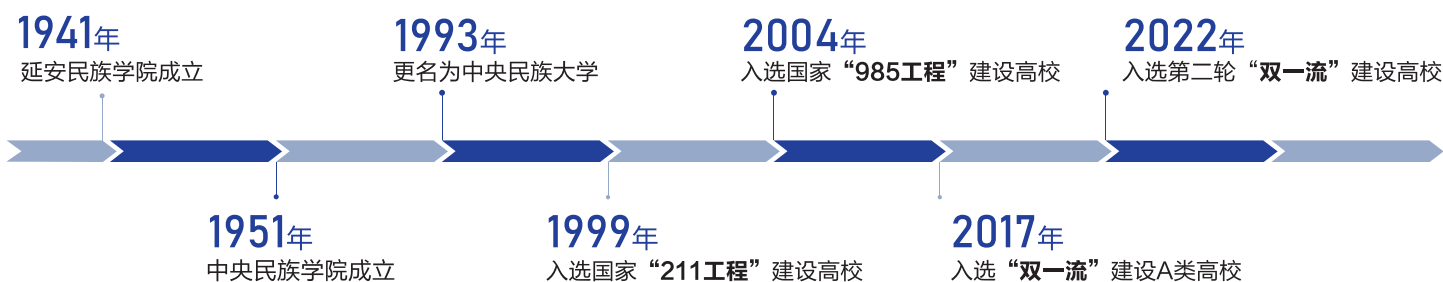 1941年
延安民族学院成立
1993年
更名为中央民族大学
2004年
入选国家“985工程”建设高校
2022年
入选第二轮“双一流”建设高校
1951年
中央民族学院成立
1999年
入选国家“211工程”建设高校
2017年
入选“双一流”建设A类高校